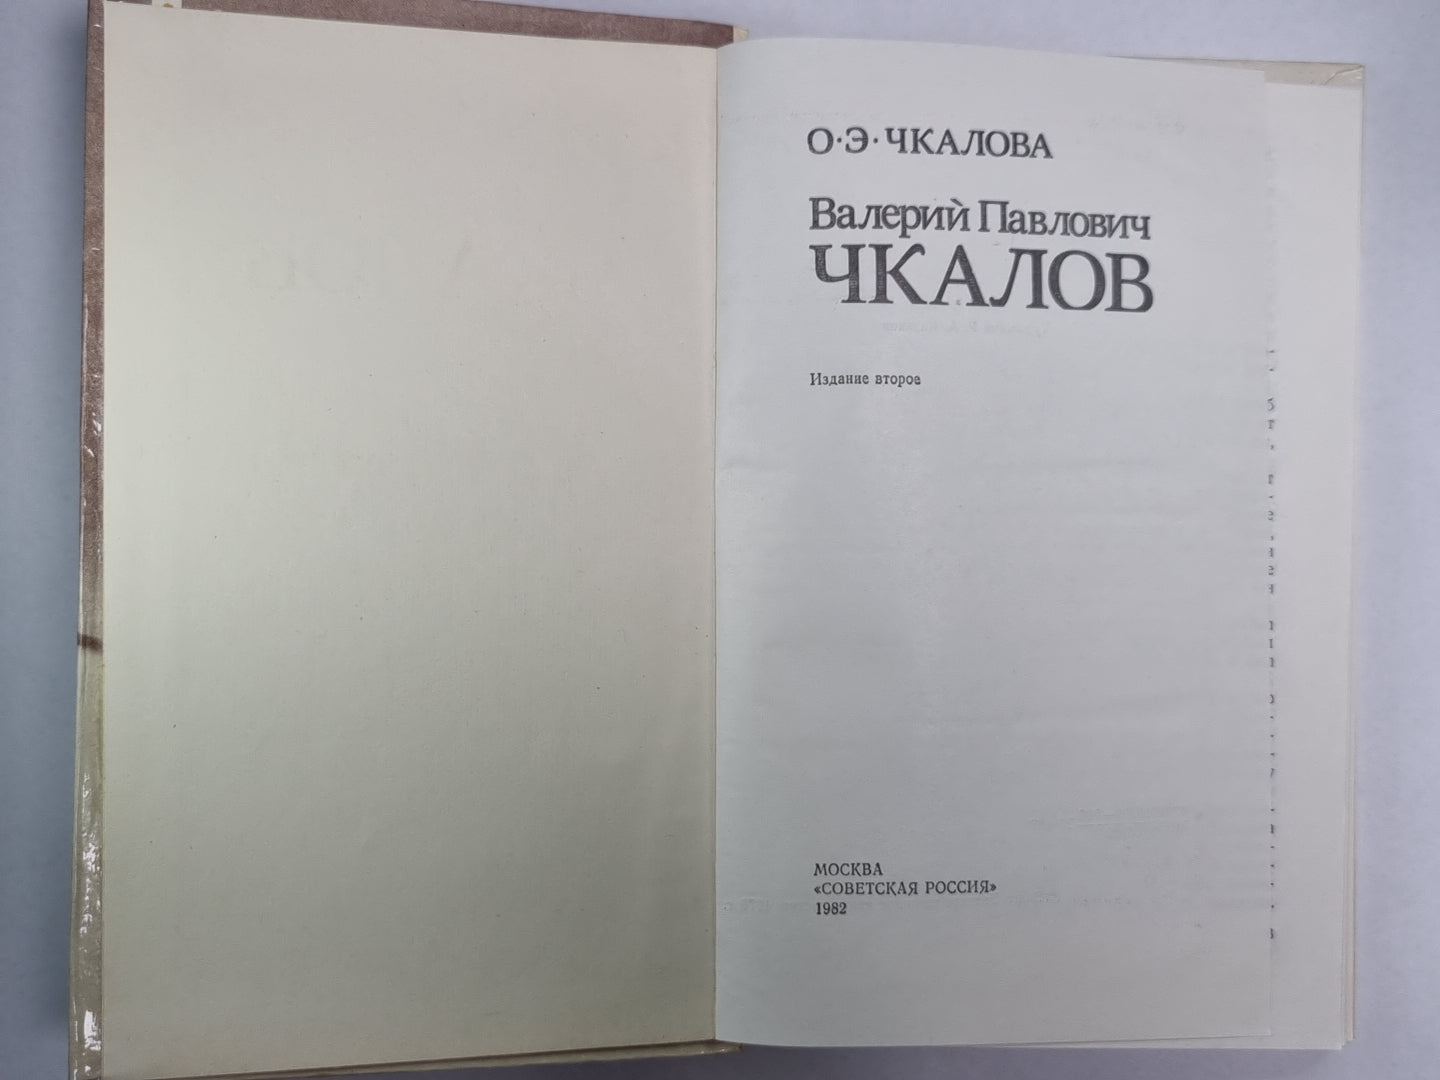 О·Э·ЧКАЛОВА
Валерий Павлович
ЧКАЛОВ
Издание второе
МОСКВА
«СОВЕТСКАЯ РОССИЯ»
1982